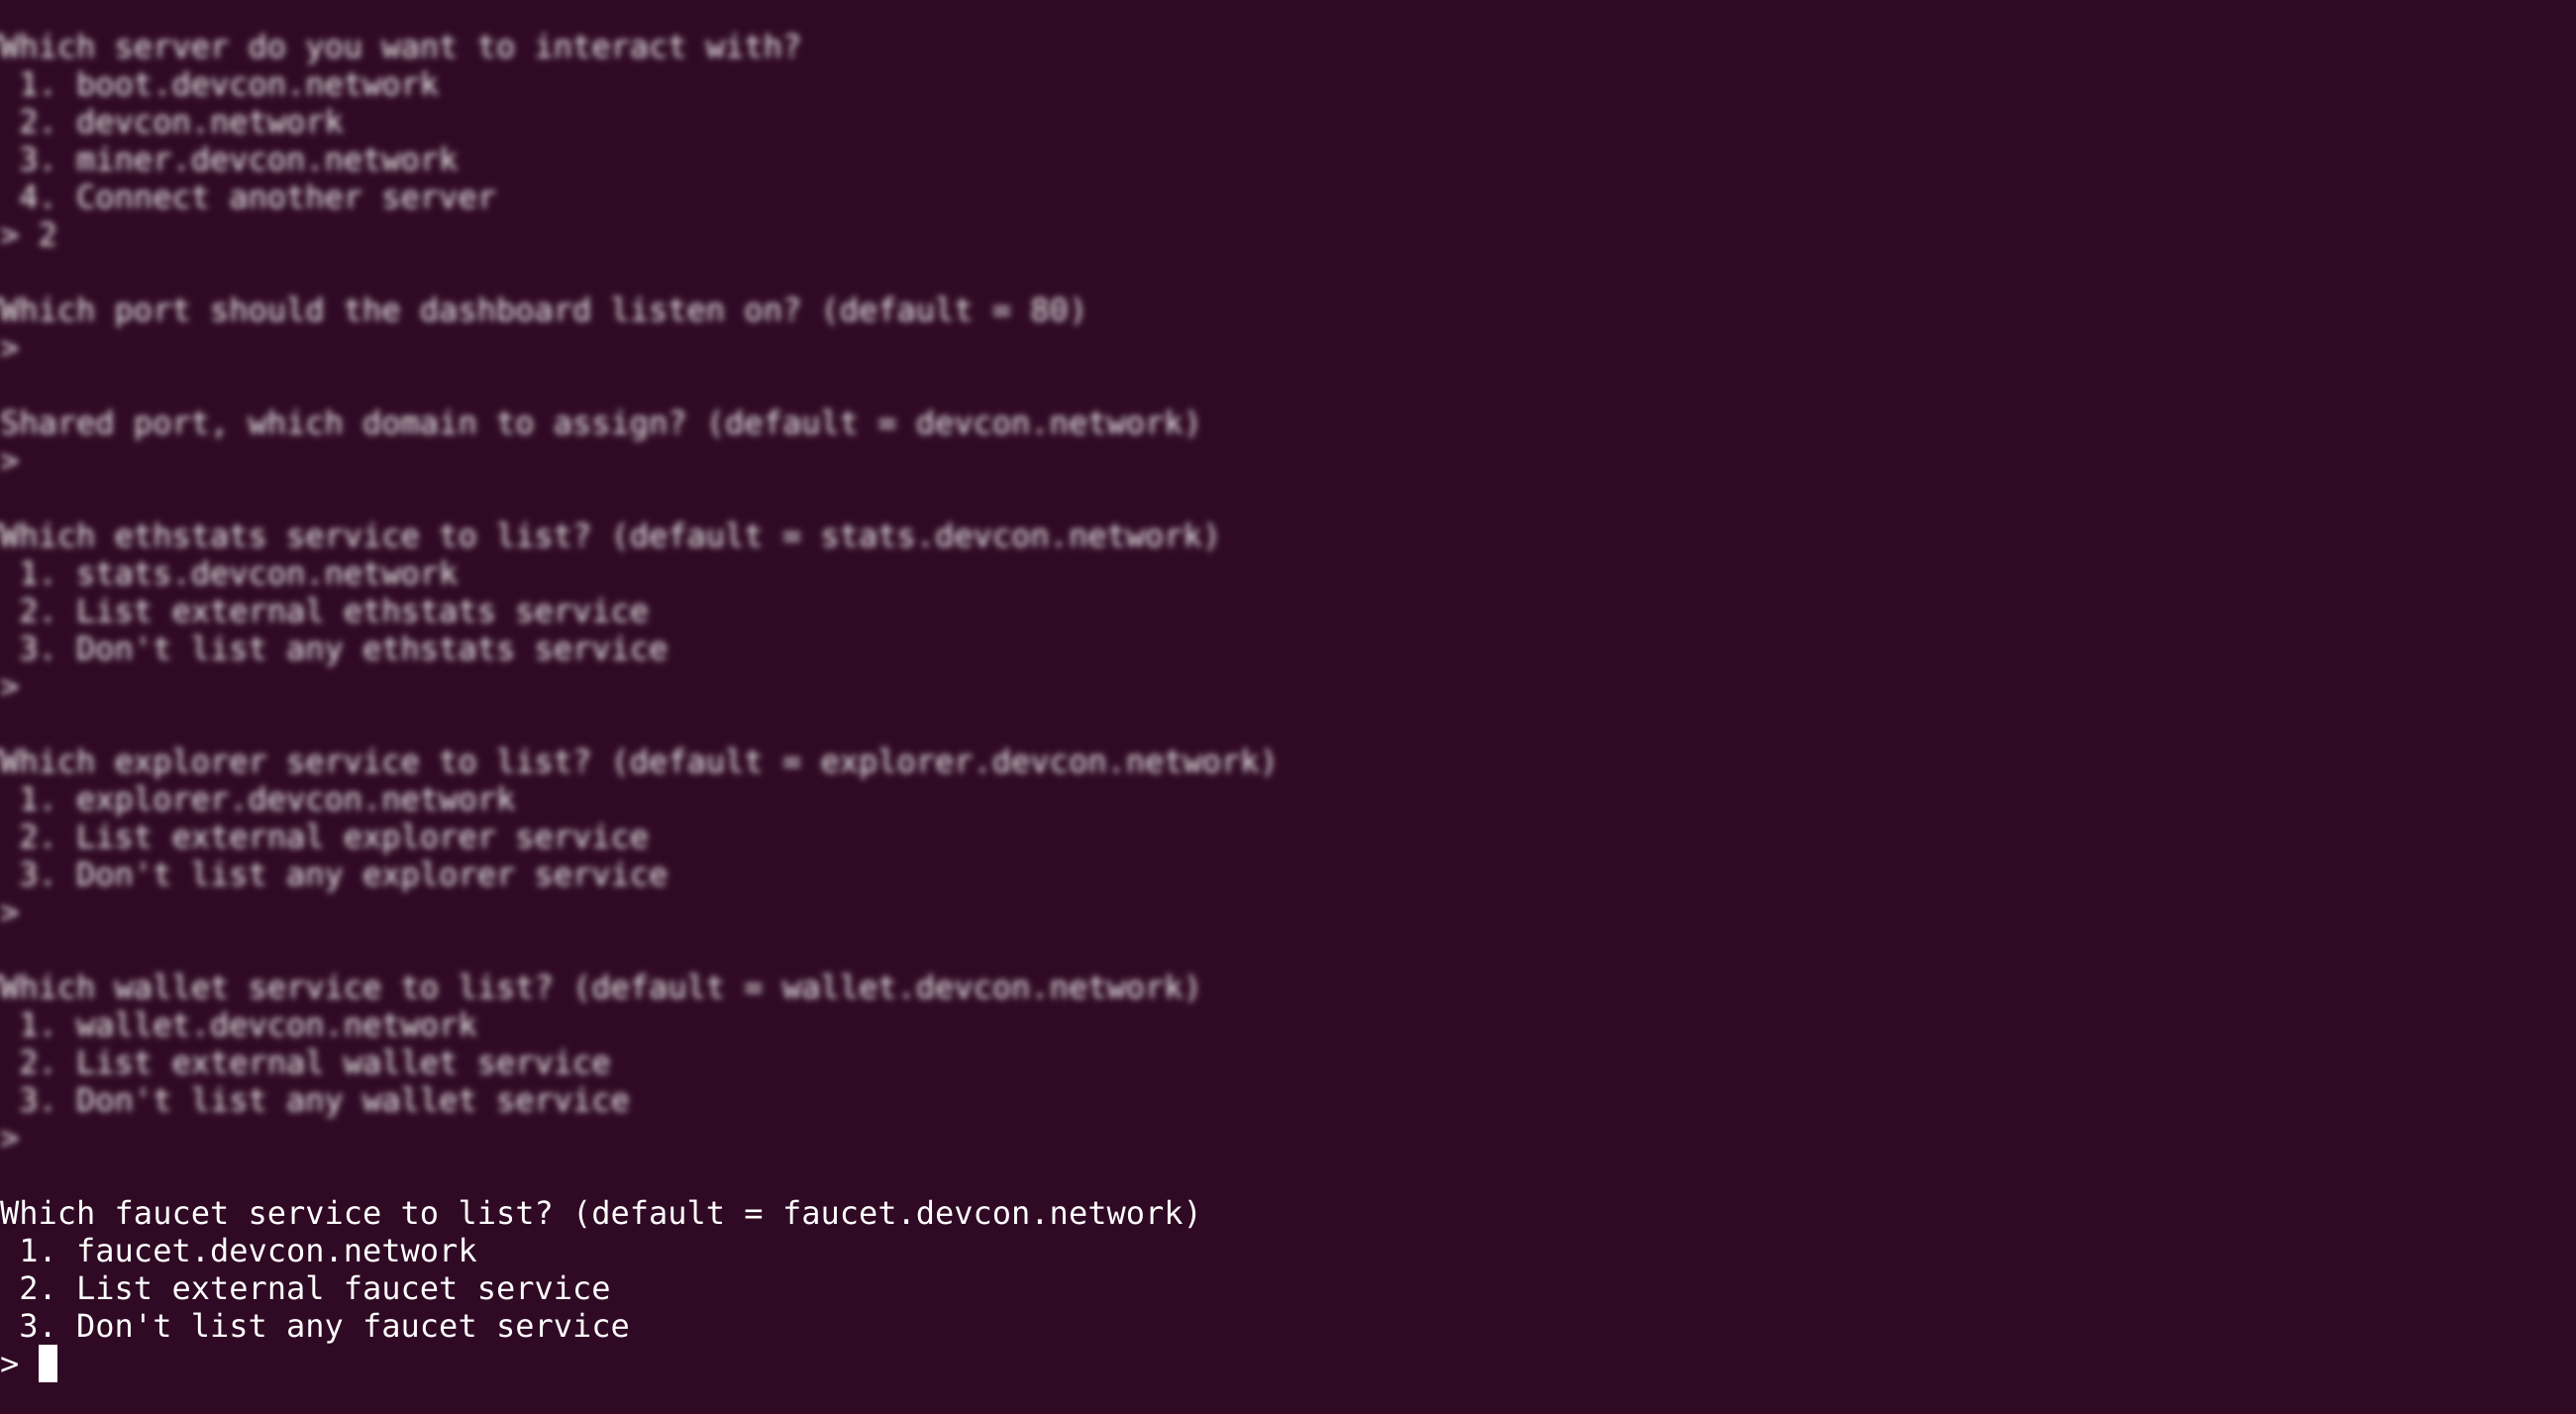 Which server do you want to interact with?
 1. boot.devcon.network
 2. devcon.network
 3. miner.devcon.network
 4. Connect another server
> 2

Which port should the dashboard listen on? (default = 80)
>

Shared port, which domain to assign? (default = devcon.network)
>

Which ethstats service to list? (default = stats.devcon.network)
 1. stats.devcon.network
 2. List external ethstats service
 3. Don't list any ethstats service
>

Which explorer service to list? (default = explorer.devcon.network)
 1. explorer.devcon.network
 2. List external explorer service
 3. Don't list any explorer service
>

Which wallet service to list? (default = wallet.devcon.network)
 1. wallet.devcon.network
 2. List external wallet service
 3. Don't list any wallet service
>

Which faucet service to list? (default = faucet.devcon.network)
 1. faucet.devcon.network
 2. List external faucet service
 3. Don't list any faucet service
>